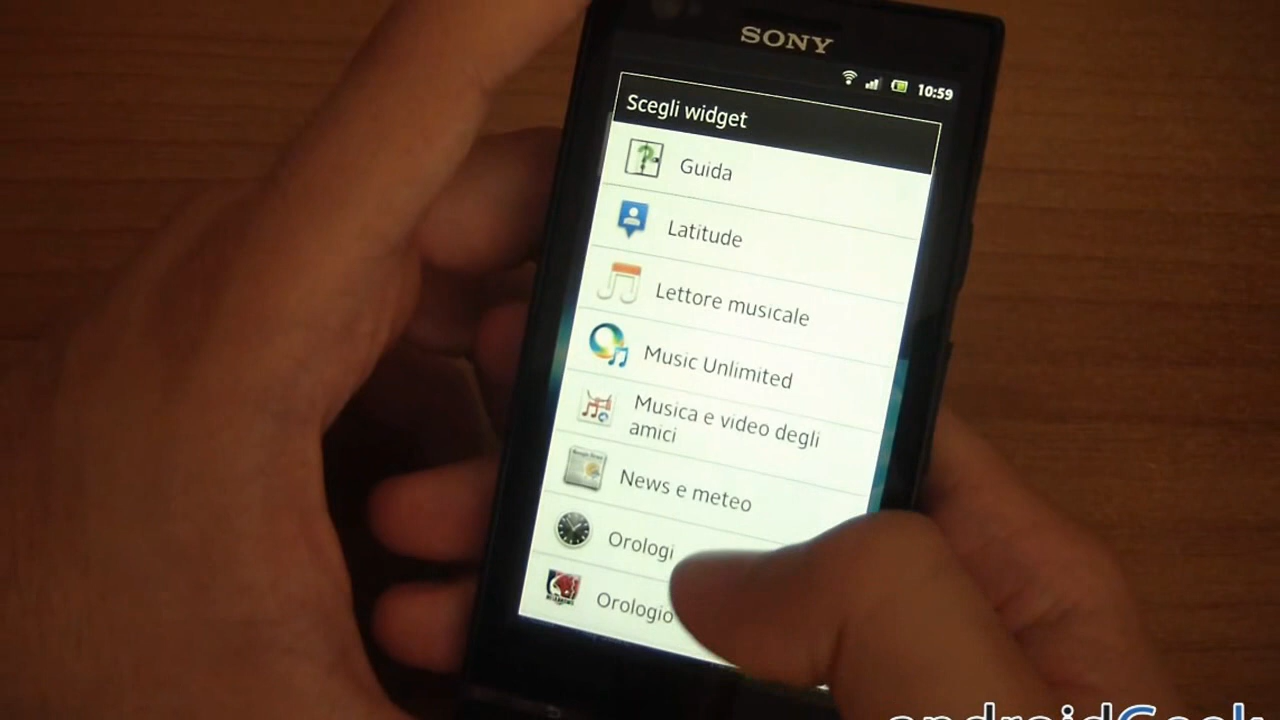 SONY
10:59
Scegli widget
Guida
Latitude
Lettore musicale
Music Unlimited
Musica e video degli
amici
News e meteo
Orologi
Orologio
androidGeek